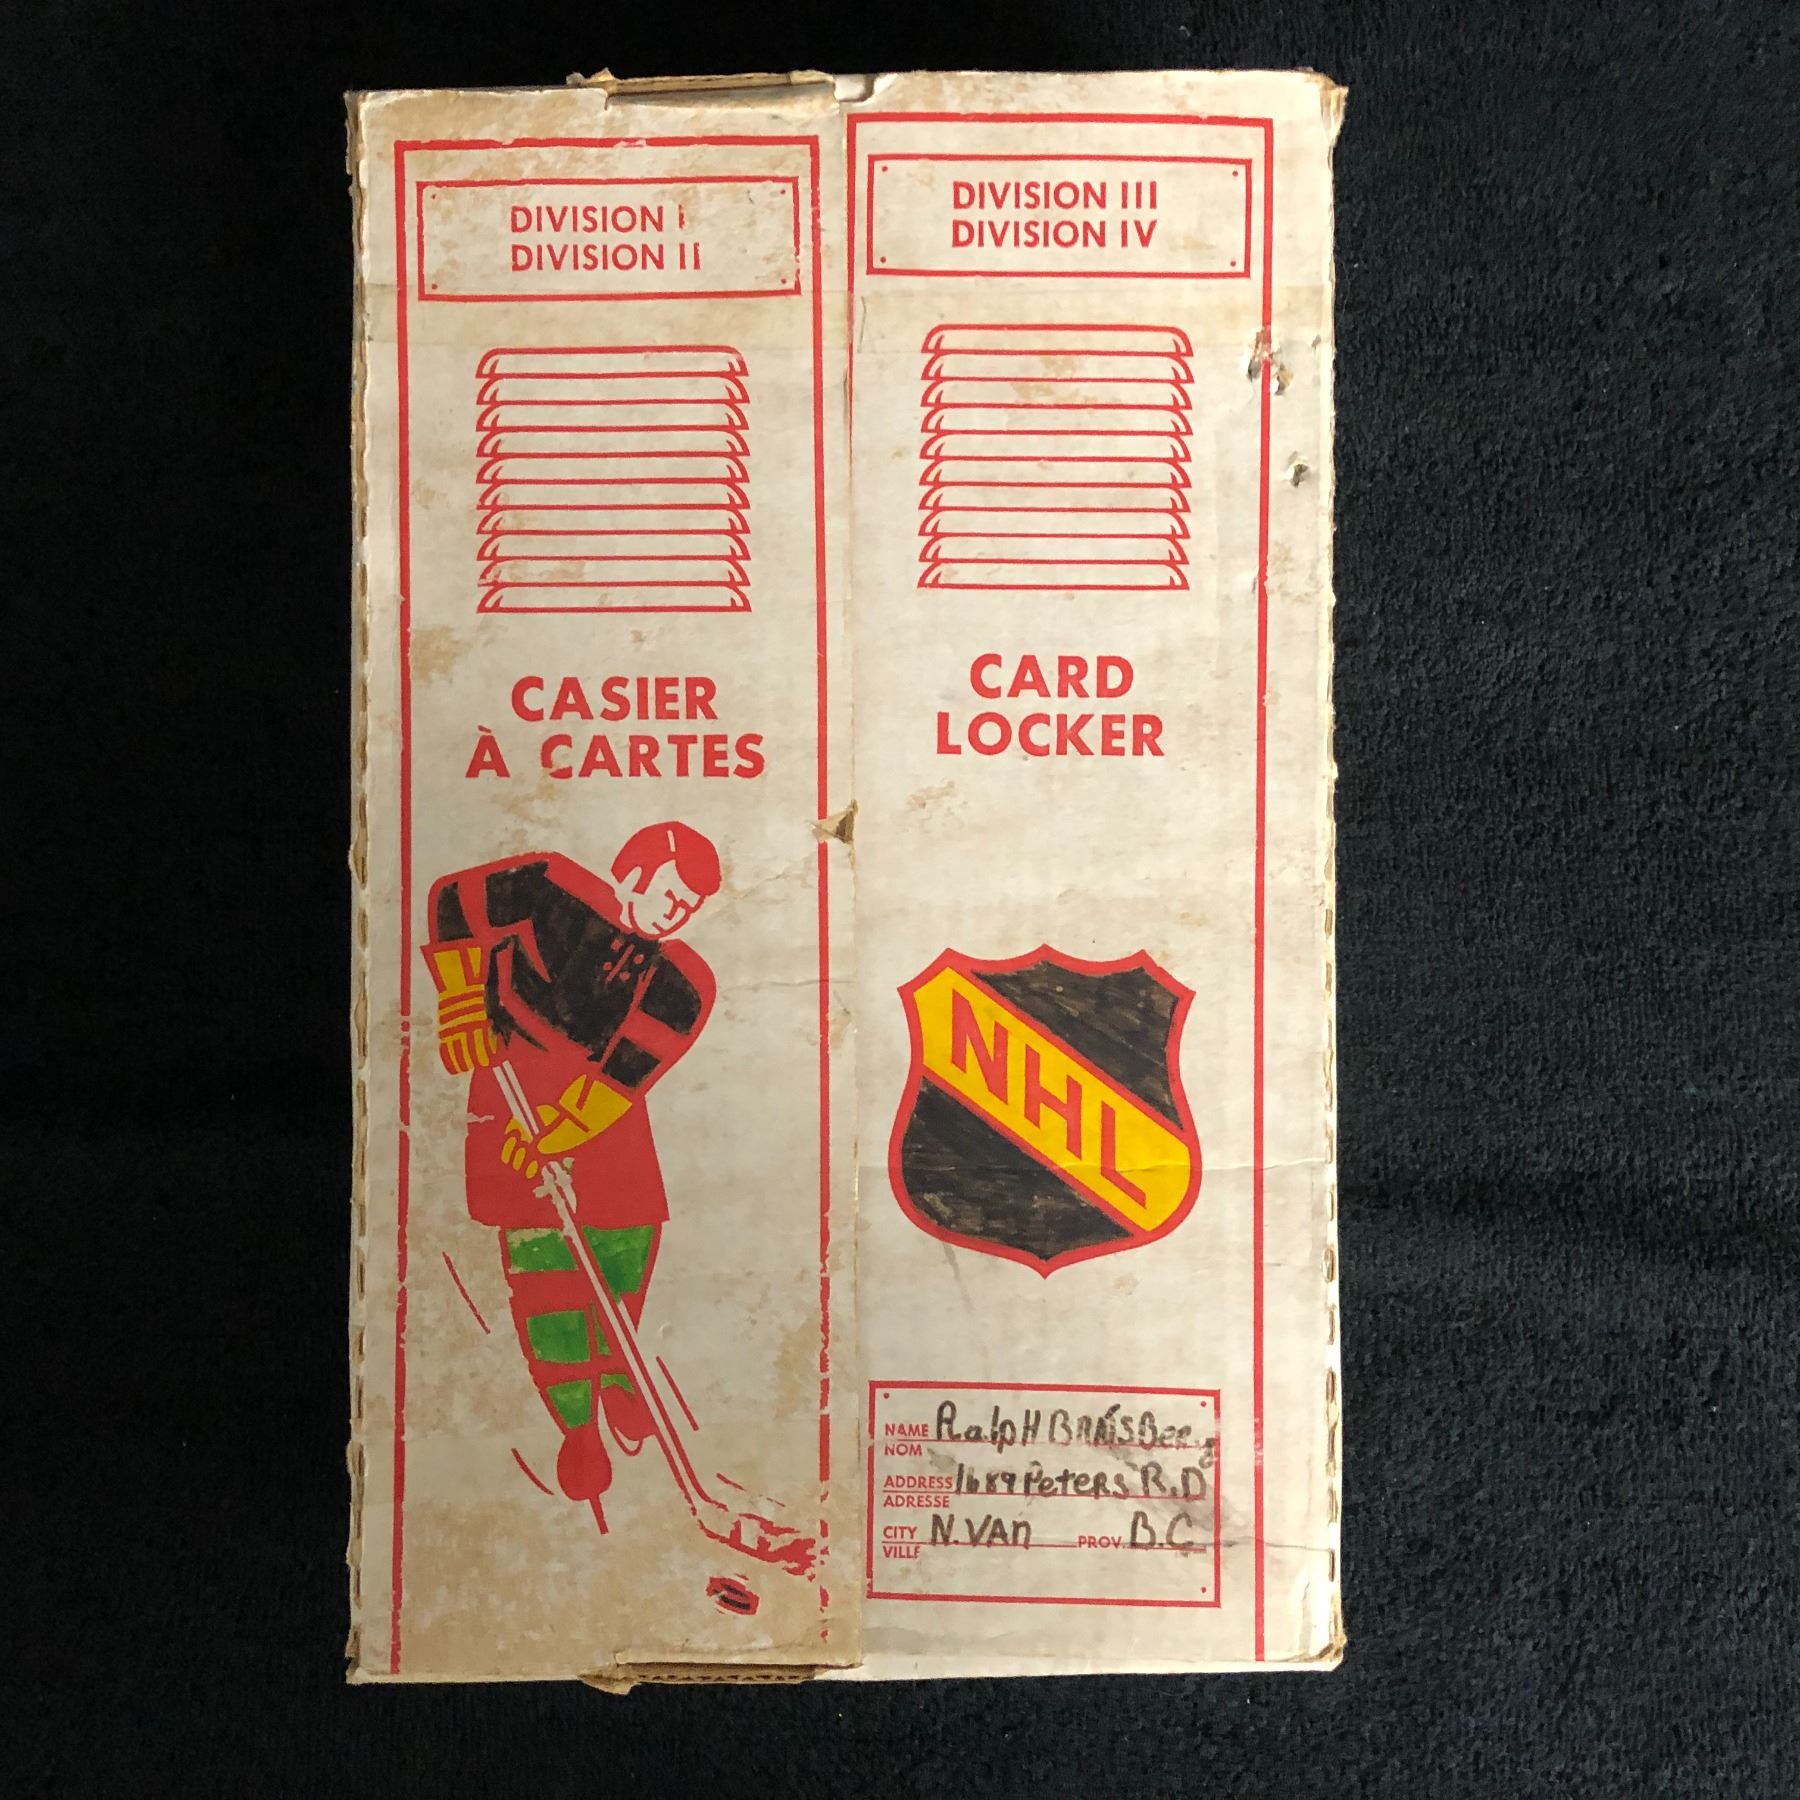 DIVISION I
DIVISION II
CASIER
À CARTES
DIVISION III
DIVISION IV
CARD
LOCKER
NHL
NAME RalpH
NOM
ADDRESS 1689 Peters R.D
ADRESSE
CITY N.VAN PROV. B.C
VILLE